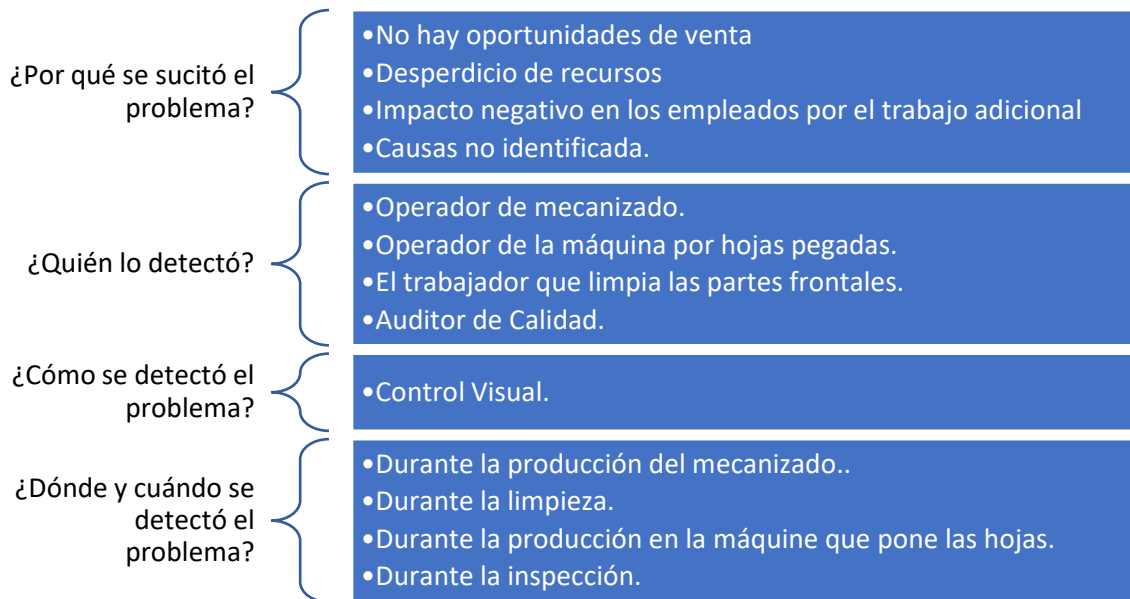 ¿Por qué se sucitó el
problema?
•No hay oportunidades de venta
•Desperdicio de recursos
•Impacto negativo en los empleados por el trabajo adicional
•Causas no identificada.
¿Quién lo detectó?
•Operador de mecanizado.
•Operador de la máquina por hojas pegadas.
•El trabajador que limpia las partes frontales.
•Auditor de Calidad.
¿Cómo se detectó el
problema?
•Control Visual.
¿Dónde y cuándo se
detectó el
problema?
•Durante la producción del mecanizado..
•Durante la limpieza.
•Durante la producción en la máquine que pone las hojas.
•Durante la inspección.